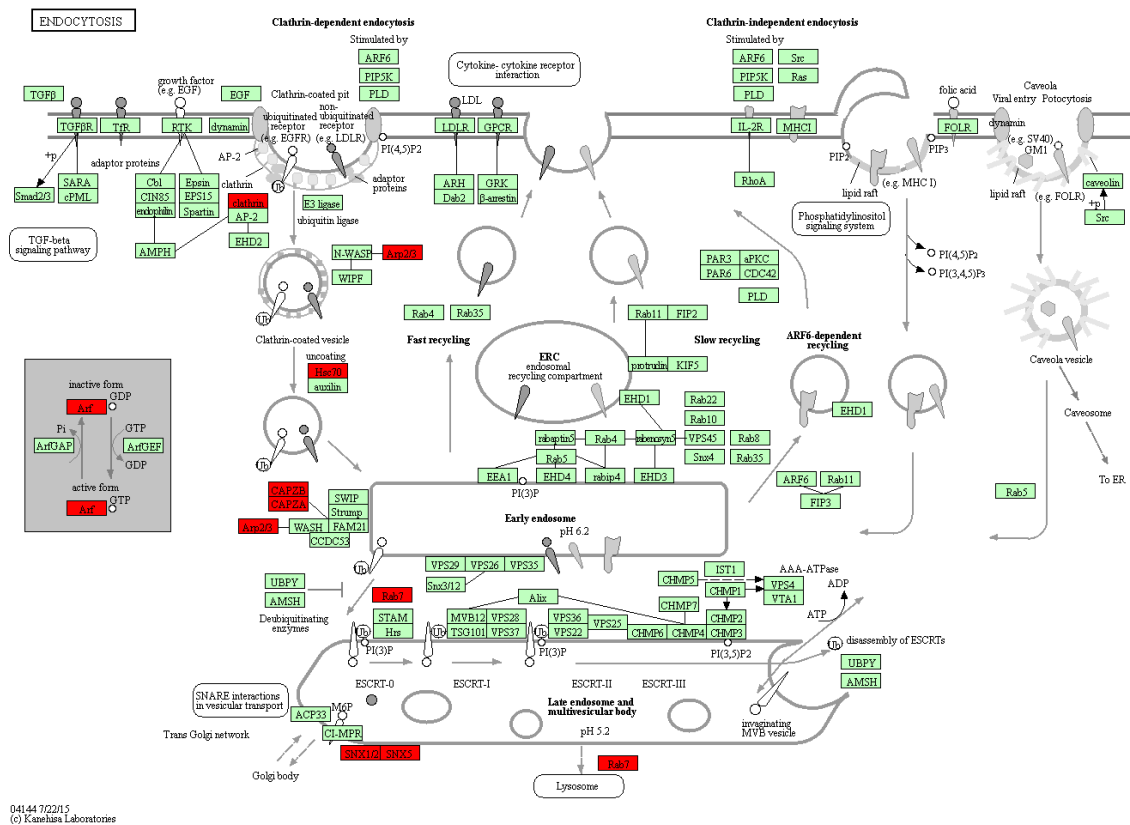 ENDOCYTOSIS
Clathrin-dependent endocytosis
Stimulated by
ARF6
PIP5K
PLD
Cytokine- cytokine receptor
interaction
Clathrin-independent endocytosis
Stimulated by
ARF6
Src
PIP5K
Ras
PLD
TGFβ
growth factor
(e.g. EGF)
EGF
Clathrin-coated pit
non-
ubiquitinated
receptor
(e.g. LDLR)
ubiquitinated
receptor
(e.g. EGFR)
LDL
folic acid
Caveola
Viral entry
Potocytosis
TGFβR
TfR
RTK
dynamin
LDLR
GPCR
IL-2R
MHCI
FOLR
dynamin
(e.g. SV40)
GM1
+p
adaptor proteins
AP-2
PI(4,5)P2
PIP2
PIP3
Smad2/3
SARA
cPML
Cbl
CIN85
endophilin
Epsin
EPS15
Spartin
clathrin
clathrin
AP-2
EHD2
AMPH
Ub
adaptor
proteins
E3 ligase
ubiquitin ligase
ARH
Dab2
GRK
β-arrestin
RhoA
lipid raft
(e.g. MHC I)
lipid raft
(e.g. FOLR)
caveolin
+p
Src
TGF-beta
signaling pathway
Phosphatidylinositol
signaling system
N-WASP
Arp2/3
WIPF
PAR3
aPKC
PAR6
CDC42
PLD
PI(4,5)P2
PI(3,4,5)P3
Ub
Rab4
Rab35
Rab11
FIP2
Clathrin-coated vesicle
Fast recycling
Slow recycling
ARF6-dependent
recycling
ERC
endosomal
recycling compartment
protrudin
KIF5
Caveola vesicle
uncoating
Hsc70
auxilin
inactive form
GDP
Arf
Pi
GTP
ArfGAP
ArfGEF
GDP
active form
GTP
Arf
EHD1
Rab22
Rab10
EHD1
Caveosome
Ub
rabaptin5
Rab4
rabenosyn5
VPS45
Rab8
Rab5
Snx4
Rab35
EEA1
EHD4
rabip4
EHD3
PI(3)P
ARF6
Rab11
FIP3
To ER
Rab5
CAPZB
CAPZA
SWIP
Strump
Arp2/3
WASH
FAM21
CCDC53
Early endosome
pH 6.2
Ub
VPS29
VPS26
VPS35
Snx3/12
UBPY
AMSH
Deubiquitinating
enzymes
Rab7
IST1
CHMP5
AAA-ATPase
VPS4
VTA1
ADP
ATP
CHMP1
Alix
CHMP7
STAM
Hrs
Ub
MVB12
VPS28
TSG101
VPS37
Ub
VPS36
VPS22
VPS25
Ub
CHMP2
CHMP6
CHMP4
CHMP3
PI(3)P
PI(3)P
PI(3,5)P2
Ub
disassembly of ESCRTs
UBPY
AMSH
ESCRT-0
ESCRT-I
ESCRT-II
ESCRT-III
SNARE interactions
in vesicular transport
Late endosome and
multivesicular body
pH 5.2
invaginating
MVB vesicle
ACP33
M6P
CI-MPR
Trans Golgi network
SNX1/2
SNX5
Golgi body
Rab7
Lysosome
04144 7/22/15
(c) Kanehisa Laboratories